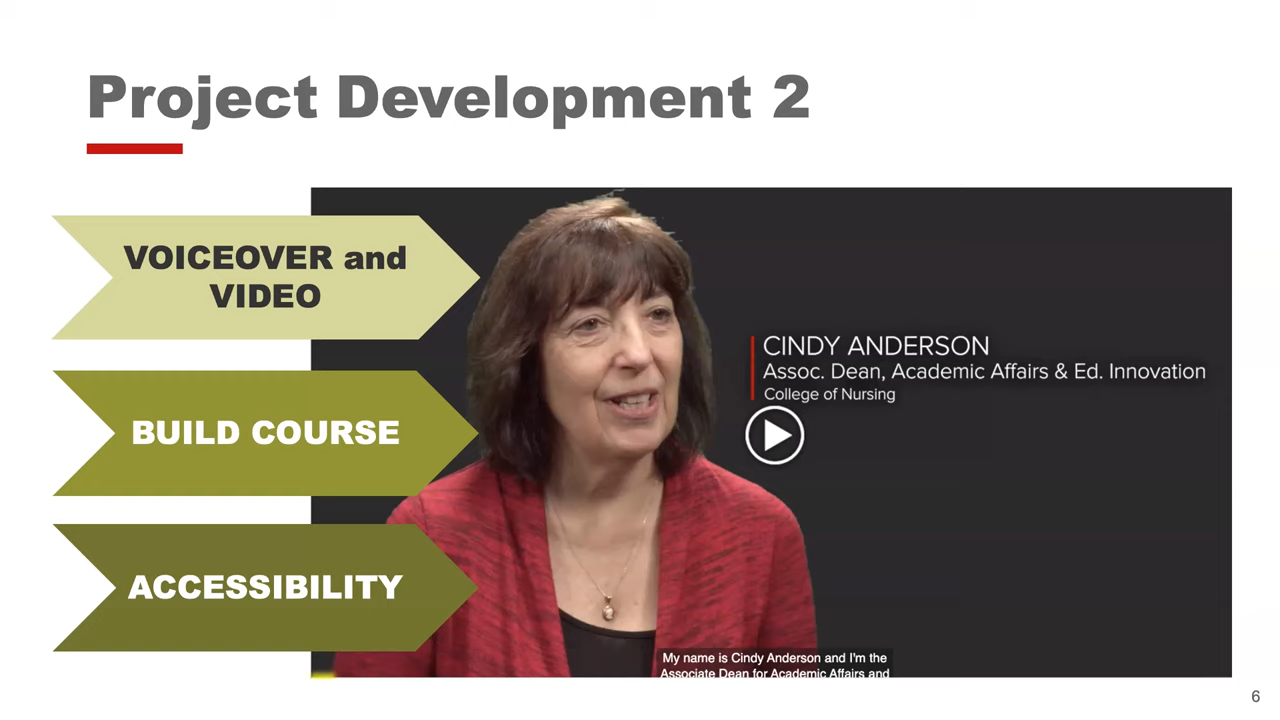 Project Development 2
VOICEOVER and
VIDEO
BUILD COURSE
ACCESSIBILITY
CINDY ANDERSON
Assoc. Dean, Academic Affairs & Ed. Innovation
College of Nursing
My name is Cindy Anderson and I'm the
Associate Dean for Academic Affairs and
6